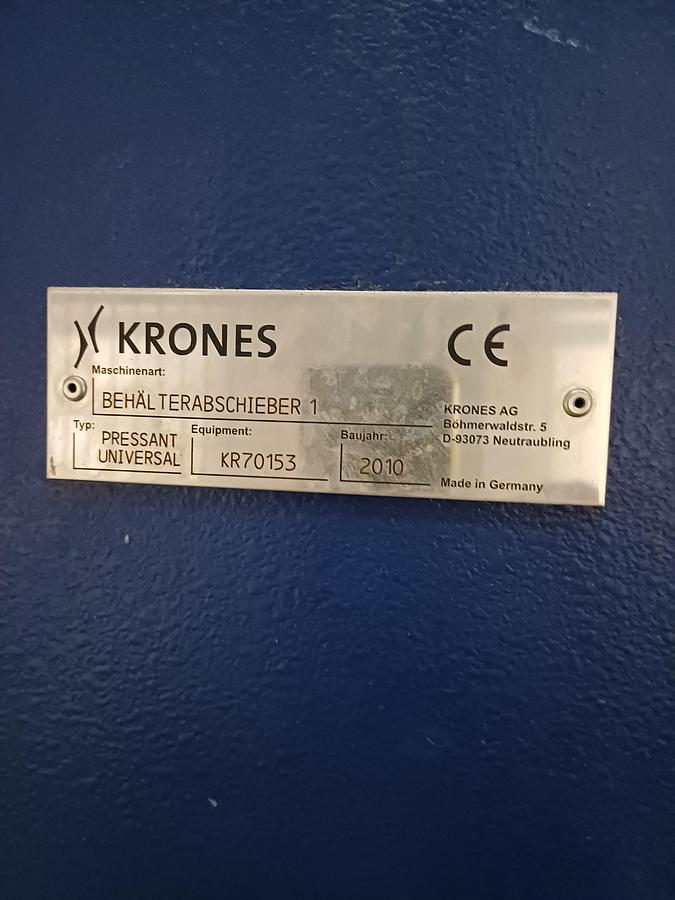 KRONES
CE
Maschinenart:
BEHÄLTERABSCHIEBER 1
Typ:
PRESSANT
UNIVERSAL
Equipment:
KR70153
Baujahr:
2010
KRONES AG
Böhmerwaldstr. 5
D-93073 Neutraubling
Made in Germany